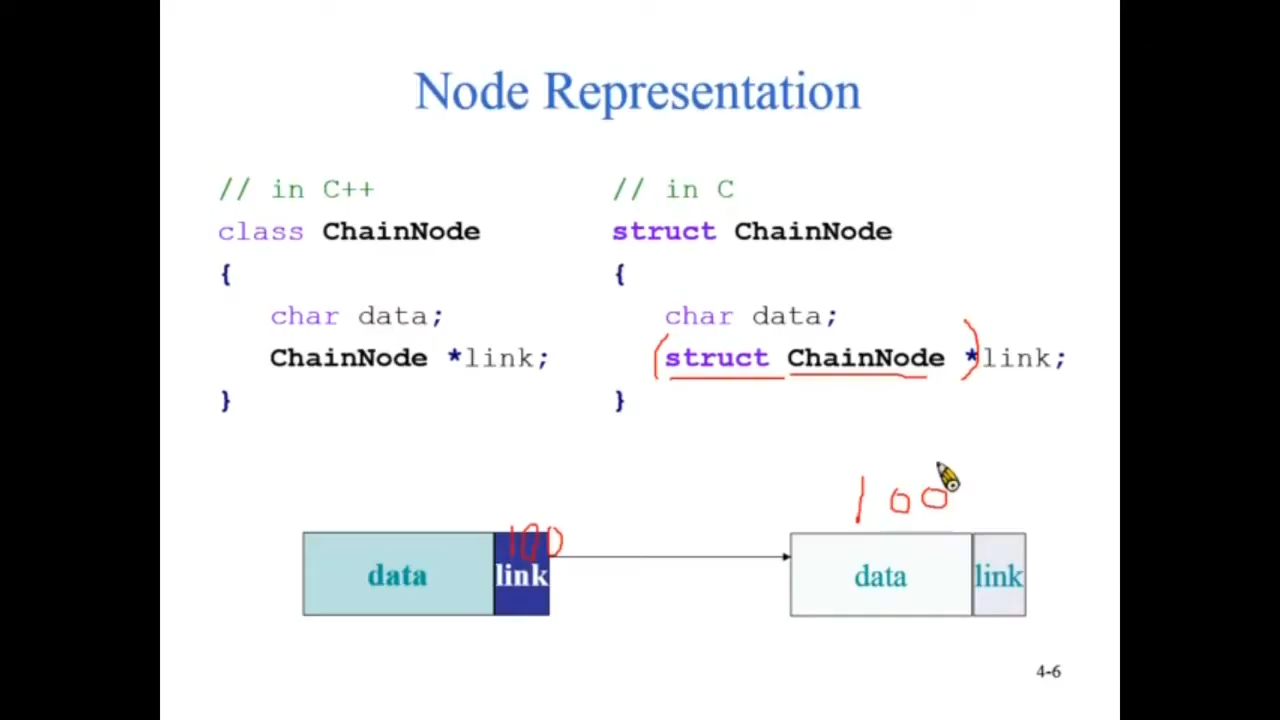 Node Representation
// in C++
class ChainNode
{
char data;
ChainNode *link;
}
// in C
struct ChainNode
{
char data;
(struct ChainNode *)link;
}
100
100
data
link
data
link
4-6